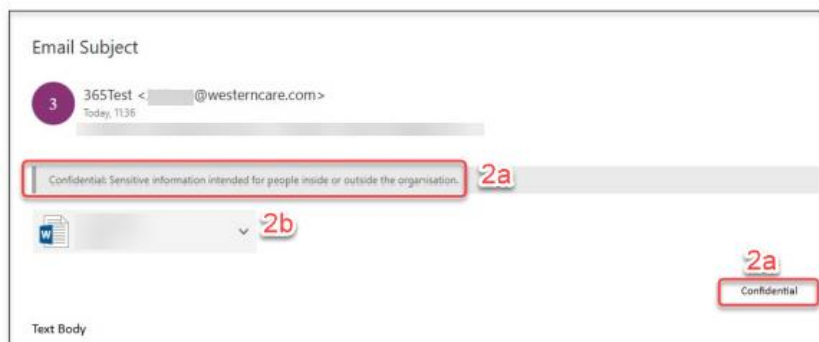 Email Subject
3
365Test < @westerncare.com>
Today, 11:36
Confidential: Sensitive information intended for people inside or outside the organisation.
2a
W
2b
2a
Confidential
Text Body